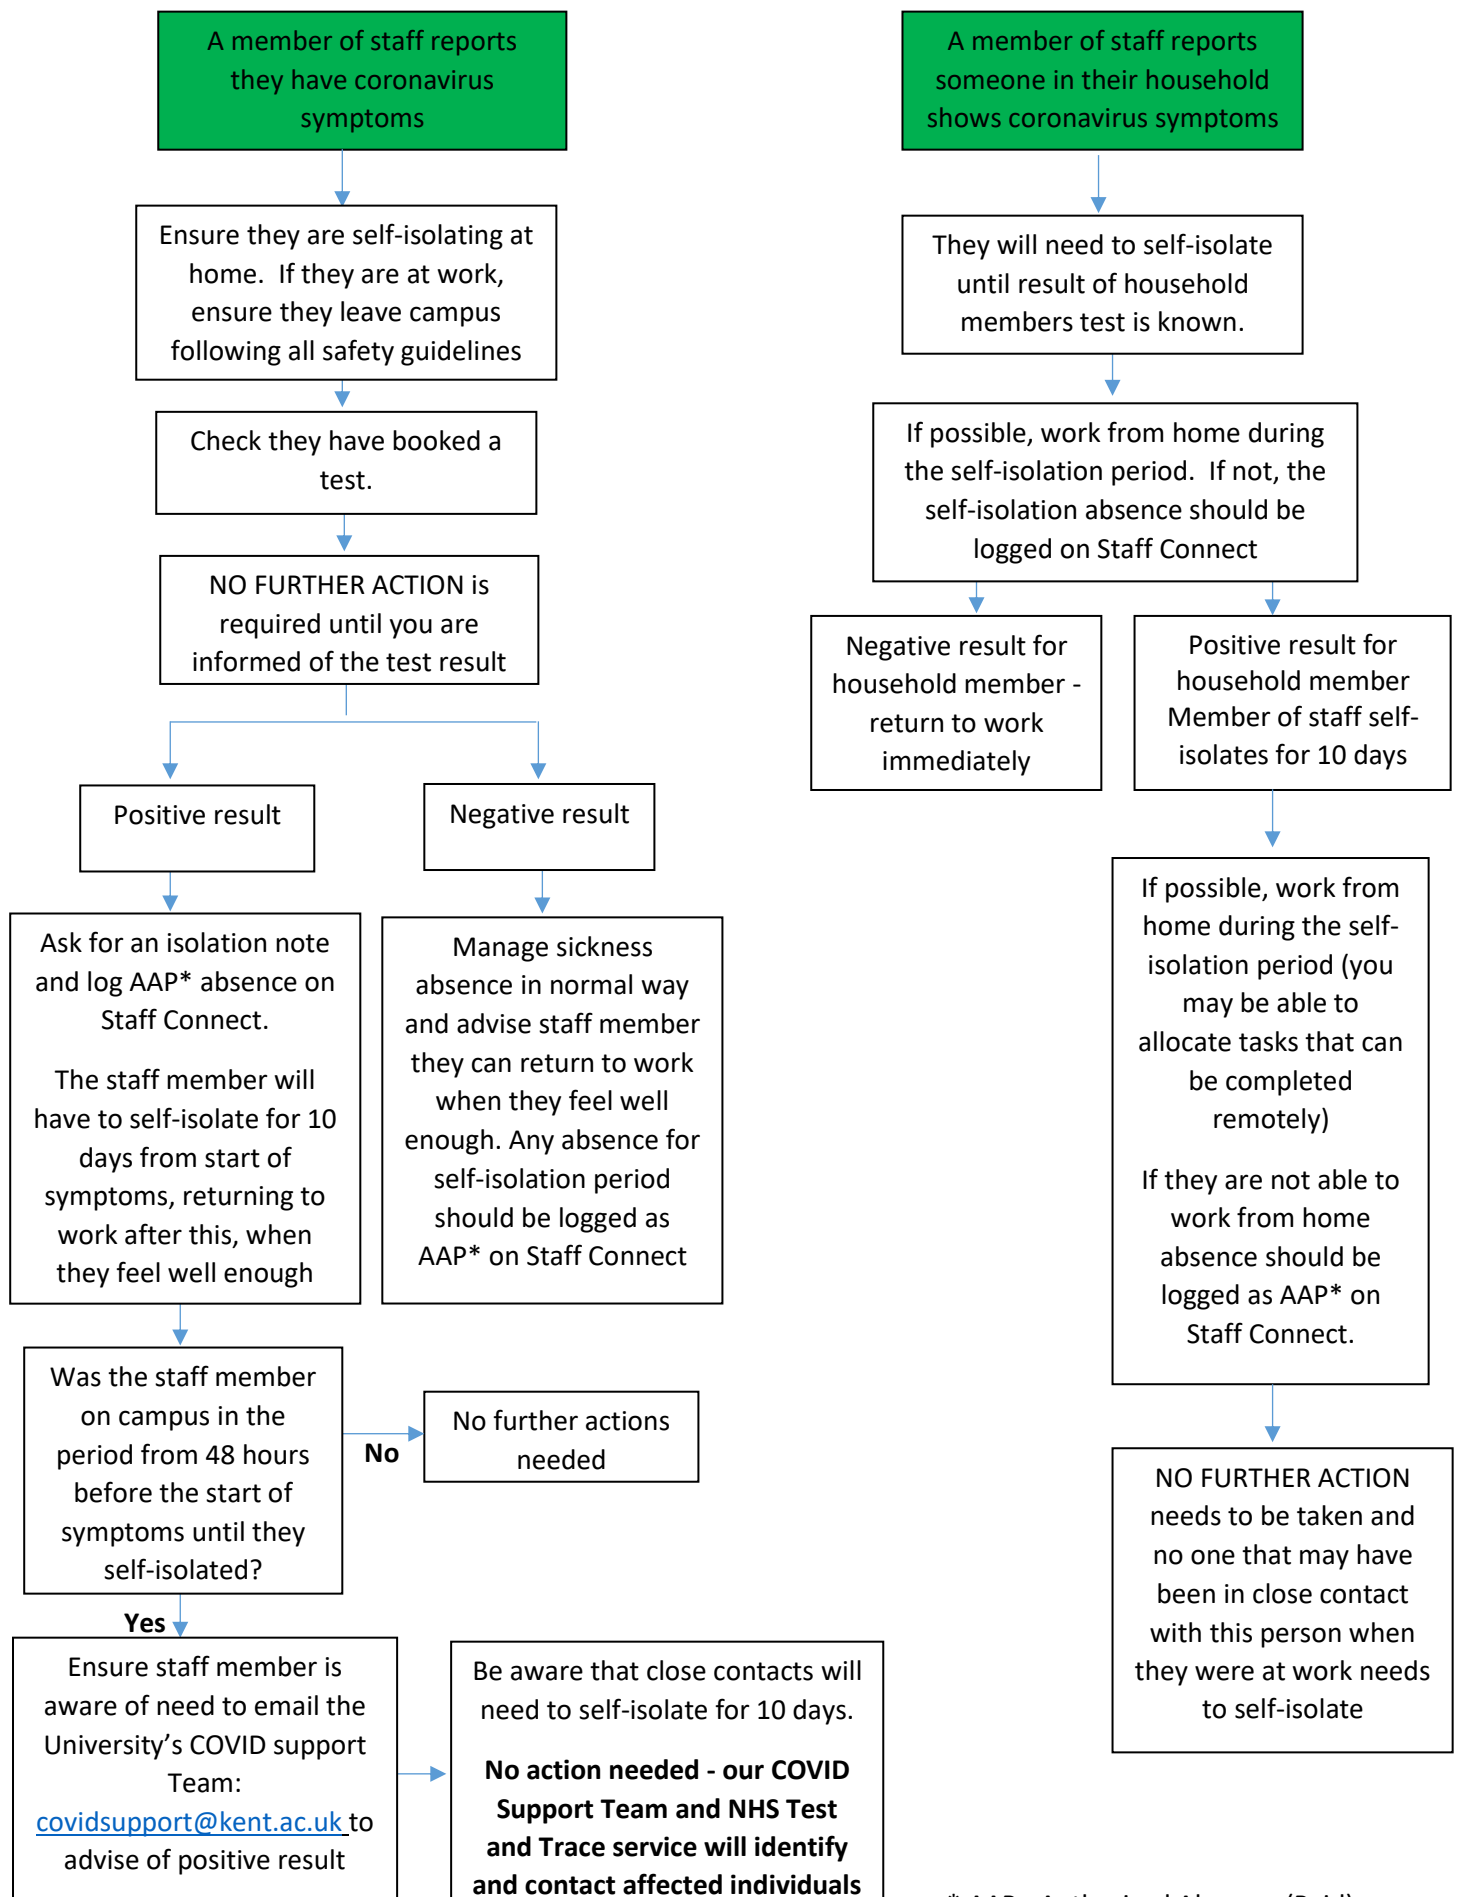 A member of staff reports
they have coronavirus
symptoms
Ensure they are self-isolating at
home.  If they are at work,
ensure they leave campus
following all safety guidelines
Check they have booked a
test.
NO FURTHER ACTION is
required until you are
informed of the test result
Positive result
Negative result
Ask for an isolation note
and log AAP* absence on
Staff Connect.
The staff member will
have to self-isolate for 10
days from start of
symptoms, returning to
work after this, when
they feel well enough
Manage sickness
absence in normal way
and advise staff member
they can return to work
when they feel well
enough. Any absence for
self-isolation period
should be logged as
AAP* on Staff Connect
Was the staff member
on campus in the
period from 48 hours
before the start of
symptoms until they
self-isolated?
No
No further actions
needed
Yes
Ensure staff member is
aware of need to email the
University’s COVID support
Team:
covidsupport@kent.ac.uk to
advise of positive result
Be aware that close contacts will
need to self-isolate for 10 days.
No action needed - our COVID
Support Team and NHS Test
and Trace service will identify
and contact affected individuals
A member of staff reports
someone in their household
shows coronavirus symptoms
They will need to self-isolate
until result of household
members test is known.
If possible, work from home during
the self-isolation period.  If not, the
self-isolation absence should be
logged on Staff Connect
Negative result for
household member -
return to work
immediately
Positive result for
household member
Member of staff self-
isolates for 10 days
If possible, work from
home during the self-
isolation period (you
may be able to
allocate tasks that can
be completed
remotely)
If they are not able to
work from home
absence should be
logged as AAP* on
Staff Connect.
NO FURTHER ACTION
needs to be taken and
no one that may have
been in close contact
with this person when
they were at work needs
to self-isolate